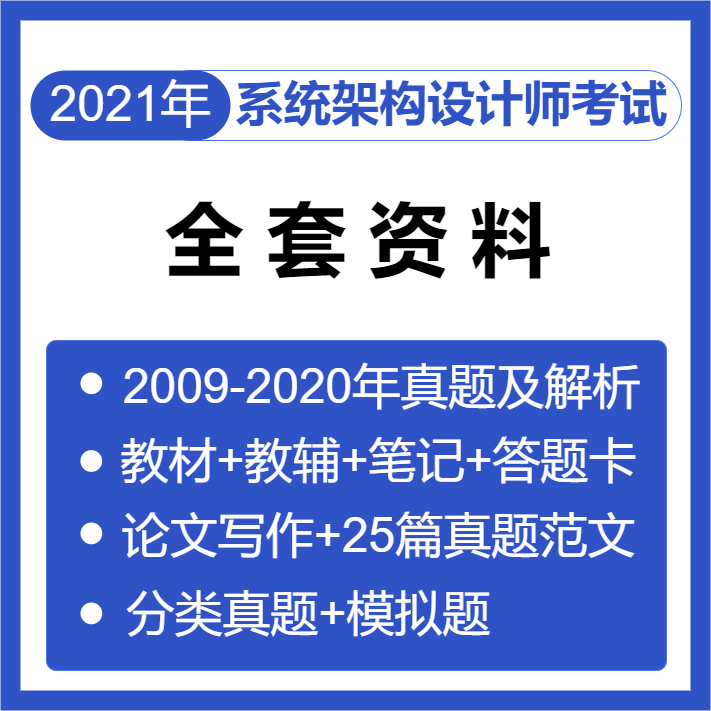 2021年 系统架构设计师考试
全套资料
2009-2020年真题及解析
教材+教辅+笔记+答题卡
论文写作+25篇真题范文
分类真题+模拟题